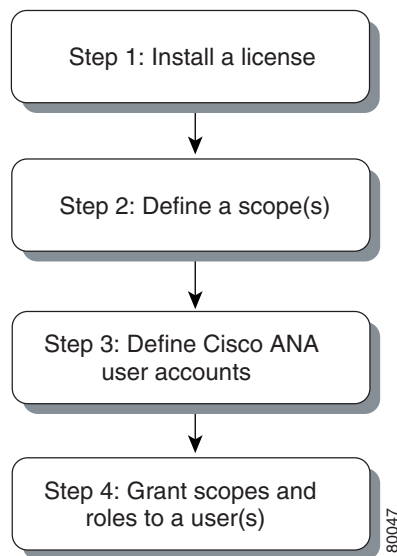 Step 1: Install a license
Step 2: Define a scope(s)
Step 3: Define Cisco ANA
user accounts
Step 4: Grant scopes and
roles to a user(s)
80047